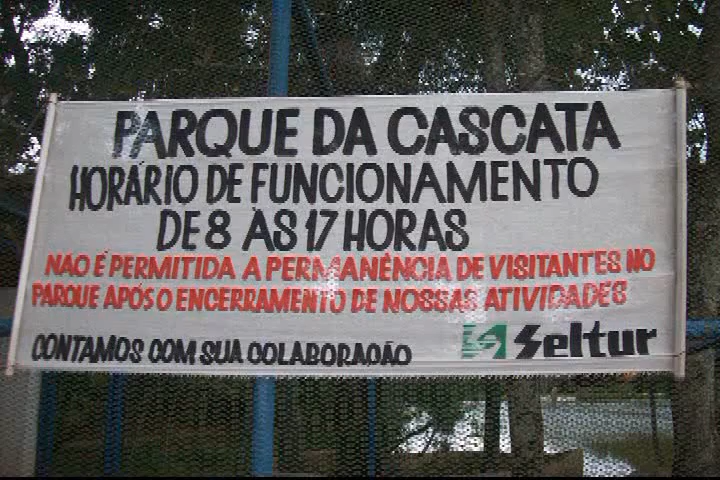 PARQUE DA CASCATA
HORÁRIO DE FUNCIONAMENTO
DE 8 ÀS 17 HORAS
NAO É PERMITIDA A PERMANÊNCIA DE VISITANTES NO
PARQUE APÓS O ENCERRAMENTO DE NOSSAS ATIVIDADES
CONTAMOS COM SUA COLABORAÇÃO
Seltur